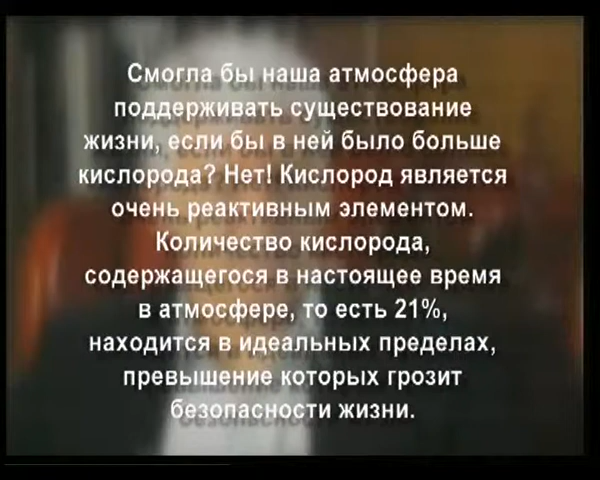 Смогла бы наша атмосфера
поддерживать существование
жизни, если бы в ней было больше
кислорода? Нет! Кислород является
очень реактивным элементом.
Количество кислорода,
содержащегося в настоящее время
в атмосфере, то есть 21%,
находится в идеальных пределах,
превышение которых грозит
безопасности жизни.